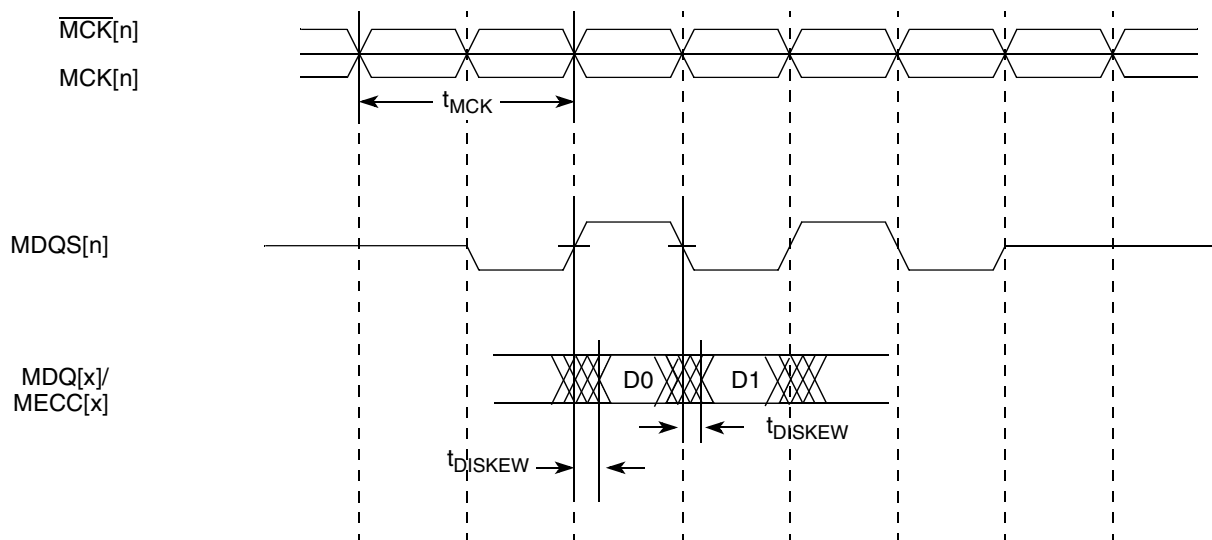 MCK[n]
MCK[n]
tMCK
MDQS[n]
MDQ[x]/
MECC[x]
D0
D1
tDISKEW
tDISKEW